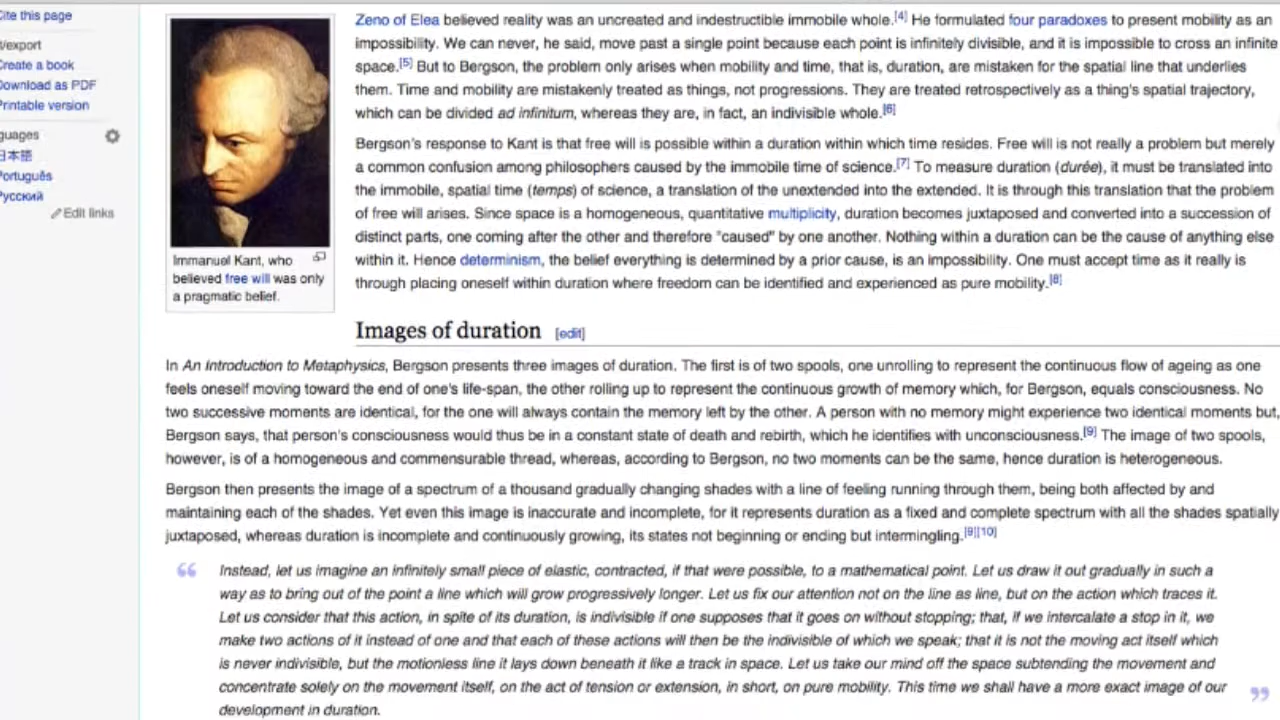 Cite this page
/export
Create a book
Download as PDF
Printable version
guages
日本語
Português
Русский
Edit links
Immanuel Kant, who
believed free will was only
a pragmatic belief.
Zeno of Elea believed reality was an uncreated and indestructible immobile whole.[4] He formulated four paradoxes to present mobility as an
impossibility. We can never, he said, move past a single point because each point is infinitely divisible, and it is impossible to cross an infinite
space.[5] But to Bergson, the problem only arises when mobility and time, that is, duration, are mistaken for the spatial line that underlies
them. Time and mobility are mistakenly treated as things, not progressions. They are treated retrospectively as a thing's spatial trajectory,
which can be divided ad infinitum, whereas they are, in fact, an indivisible whole.[6]
Bergson's response to Kant is that free will is possible within a duration within which time resides. Free will is not really a problem but merely
a common confusion among philosophers caused by the immobile time of science.[7] To measure duration (durée), it must be translated into
the immobile, spatial time (temps) of science, a translation of the unextended into the extended. It is through this translation that the problem
of free will arises. Since space is a homogeneous, quantitative multiplicity, duration becomes juxtaposed and converted into a succession of
distinct parts, one coming after the other and therefore "caused" by one another. Nothing within a duration can be the cause of anything else
within it. Hence determinism, the belief everything is determined by a prior cause, is an impossibility. One must accept time as it really is
through placing oneself within duration where freedom can be identified and experienced as pure mobility.[8]
Images of duration [edit]
In An Introduction to Metaphysics, Bergson presents three images of duration. The first is of two spools, one unrolling to represent the continuous flow of ageing as one
feels oneself moving toward the end of one's life-span, the other rolling up to represent the continuous growth of memory which, for Bergson, equals consciousness. No
two successive moments are identical, for the one will always contain the memory left by the other. A person with no memory might experience two identical moments but,
Bergson says, that person's consciousness would thus be in a constant state of death and rebirth, which he identifies with unconsciousness.[9] The image of two spools,
however, is of a homogeneous and commensurable thread, whereas, according to Bergson, no two moments can be the same, hence duration is heterogeneous.
Bergson then presents the image of a spectrum of a thousand gradually changing shades with a line of feeling running through them, being both affected by and
maintaining each of the shades. Yet even this image is inaccurate and incomplete, for it represents duration as a fixed and complete spectrum with all the shades spatially
juxtaposed, whereas duration is incomplete and continuously growing, its states not beginning or ending but intermingling.[9][10]
“ Instead, let us imagine an infinitely small piece of elastic, contracted, if that were possible, to a mathematical point. Let us draw it out gradually in such a
way as to bring out of the point a line which will grow progressively longer. Let us fix our attention not on the line as line, but on the action which traces it.
Let us consider that this action, in spite of its duration, is indivisible if one supposes that it goes on without stopping; that, if we intercalate a stop in it, we
make two actions of it instead of one and that each of these actions will then be the indivisible of which we speak; that it is not the moving act itself which
is never indivisible, but the motionless line it lays down beneath it like a track in space. Let us take our mind off the space subtending the movement and
concentrate solely on the movement itself, on the act of tension or extension, in short, on pure mobility. This time we shall have a more exact image of our
development in duration. ”